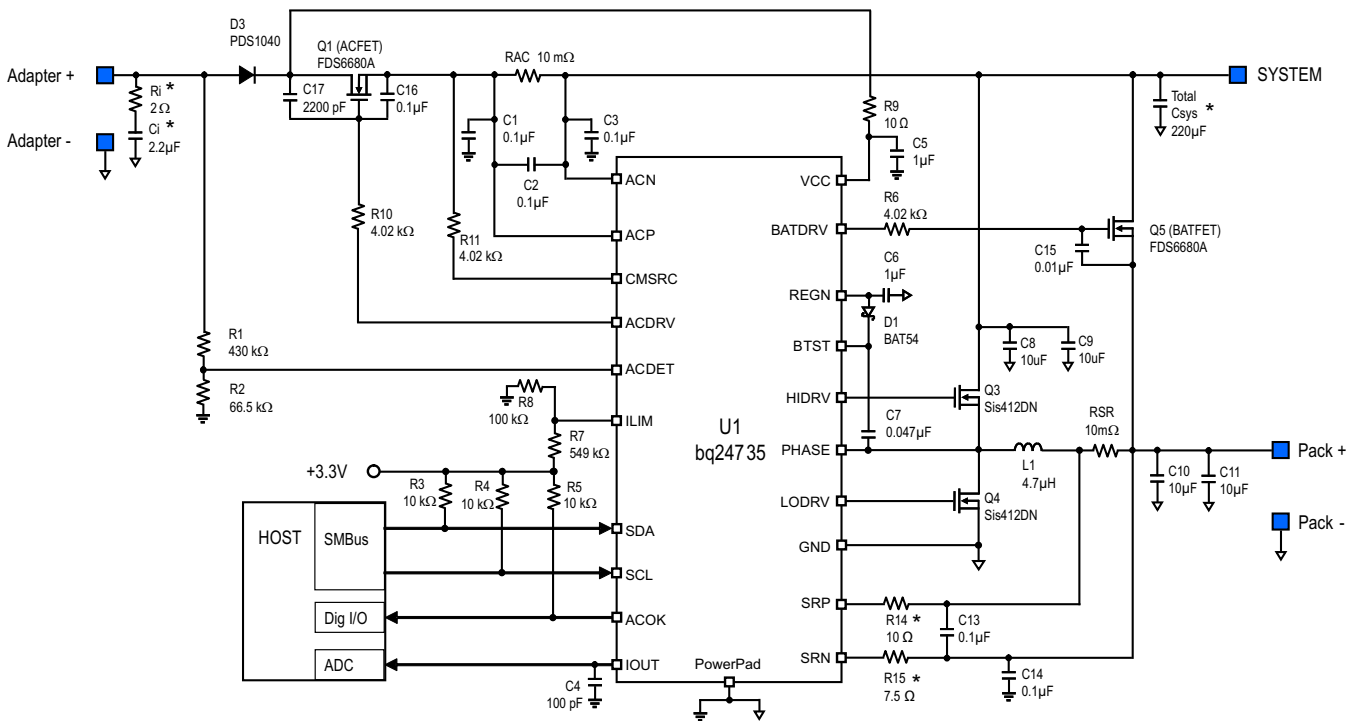 D3
PDS1040
Q1 (ACFET)
FDS6680A
RAC 10 mΩ
Adapter +
Ri *
2 Ω
Ci *
2.2µF
Adapter -
C17
2200 pF
C16
0.1µF
C1
0.1µF
C2
0.1µF
C3
0.1µF
R9
10 Ω
C5
1µF
SYSTEM
Total
Csys *
220µF
R10
4.02 kΩ
R11
4.02 kΩ
R6
4.02 kΩ
Q5 (BATFET)
FDS6680A
C15
0.01µF
C6
1µF
D1
BAT54
R1
430 kΩ
R2
66.5 kΩ
R8
100 kΩ
R7
549 kΩ
ACN
ACP
CMSRC
ACDRV
ACDET
ILIM
SDA
SCL
ACOK
IOUT
U1
bq24735
PowerPad
VCC
BATDRV
REGN
BTST
HIDRV
PHASE
LODRV
GND
SRP
SRN
C8
10uF
C9
10uF
Q3
Sis412DN
C7
0.047µF
RSR
10mΩ
L1
4.7µH
Q4
Sis412DN
C10
10µF
C11
10µF
Pack +
Pack -
+3.3V
R3
10 kΩ
R4
10 kΩ
R5
10 kΩ
HOST
SMBus
Dig I/O
ADC
C4
100 pF
R14 *
10 Ω
C13
0.1µF
R15 *
7.5 Ω
C14
0.1µF